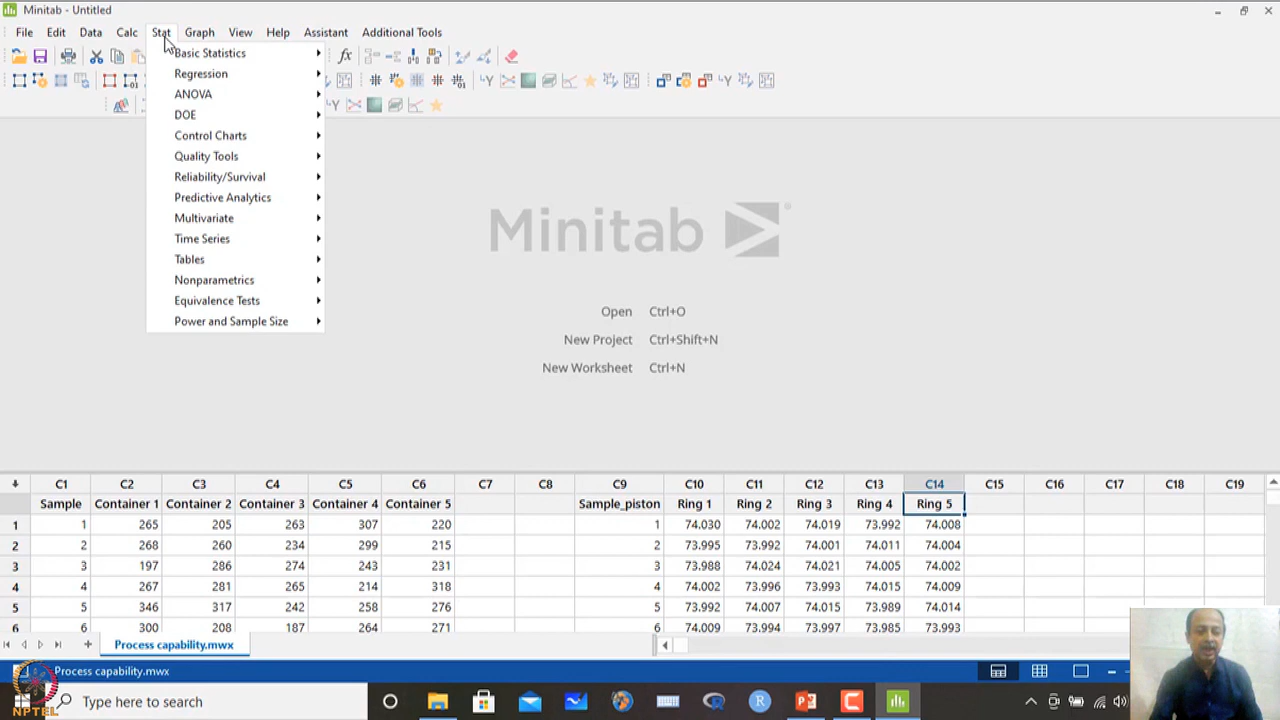 Minitab - Untitled
File Edit Data Calc Stat Graph View Help Assistant Additional Tools
Basic Statistics
Regression
ANOVA
DOE
Control Charts
Quality Tools
Reliability/Survival
Predictive Analytics
Multivariate
Time Series
Tables
Nonparametrics
Equivalence Tests
Power and Sample Size
Minitab
Open Ctrl+O
New Project Ctrl+Shift+N
New Worksheet Ctrl+N
C1 C2 C3 C4 C5 C6 C7 C8 C9 C10 C11 C12 C13 C14 C15 C16 C17 C18 C19
Sample Container 1 Container 2 Container 3 Container 4 Container 5 Sample_piston Ring 1 Ring 2 Ring 3 Ring 4 Ring 5
1 1 265 205 263 307 220 1 74.030 74.002 74.019 73.992 74.008
2 2 268 260 234 299 215 2 73.995 73.992 74.001 74.011 74.004
3 3 197 286 274 243 231 3 73.988 74.024 74.021 74.005 74.002
4 4 267 281 265 214 318 4 74.002 73.996 73.993 74.015 74.009
5 5 346 317 242 258 276 5 73.992 74.007 74.015 73.989 74.014
6 6 300 208 187 264 271 6 74.009 73.994 73.997 73.985 73.993
Process capability.mwx
Process capability.mwx
Type here to search
NPTEL